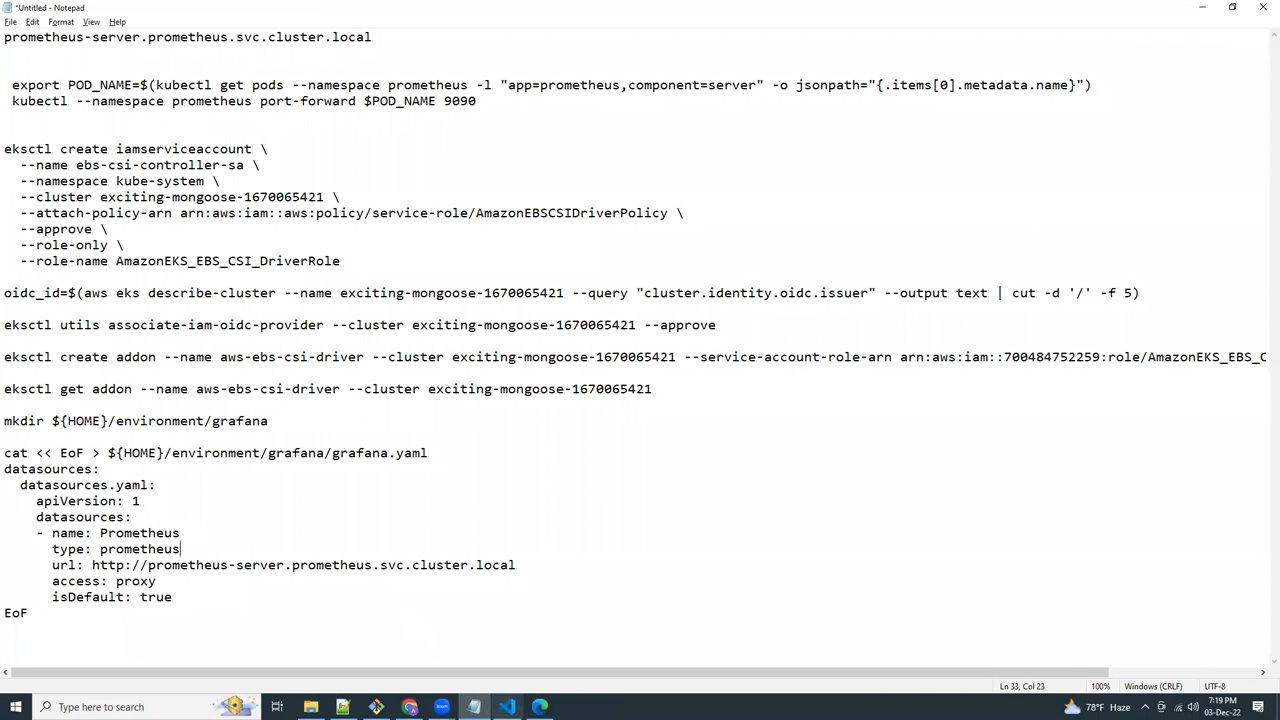 *Untitled - Notepad
File Edit Format View Help
prometheus-server.prometheus.svc.cluster.local
export POD_NAME=$(kubectl get pods --namespace prometheus -l "app=prometheus,component=server" -o jsonpath="{.items[0].metadata.name}")
kubectl --namespace prometheus port-forward $POD_NAME 9090
eksctl create iamserviceaccount \
--name ebs-csi-controller-sa \
--namespace kube-system \
--cluster exciting-mongoose-1670065421 \
--attach-policy-arn arn:aws:iam::aws:policy/service-role/AmazonEBSCSIDriverPolicy \
--approve \
--role-only \
--role-name AmazonEKS_EBS_CSI_DriverRole
oidc_id=$(aws eks describe-cluster --name exciting-mongoose-1670065421 --query "cluster.identity.oidc.issuer" --output text | cut -d '/' -f 5)
eksctl utils associate-iam-oidc-provider --cluster exciting-mongoose-1670065421 --approve
eksctl create addon --name aws-ebs-csi-driver --cluster exciting-mongoose-1670065421 --service-account-role-arn arn:aws:iam::700484752259:role/AmazonEKS_EBS_C
eksctl get addon --name aws-ebs-csi-driver --cluster exciting-mongoose-1670065421
mkdir ${HOME}/environment/grafana
cat << EoF > ${HOME}/environment/grafana/grafana.yaml
datasources:
datasources.yaml:
apiVersion: 1
datasources:
- name: Prometheus
type: prometheus
url: http://prometheus-server.prometheus.svc.cluster.local
access: proxy
isDefault: true
EoF
Ln 33, Col 23 100% Windows (CRLF) UTF-8
Type here to search
78°F Haze
7:19 PM
03-Dec-22